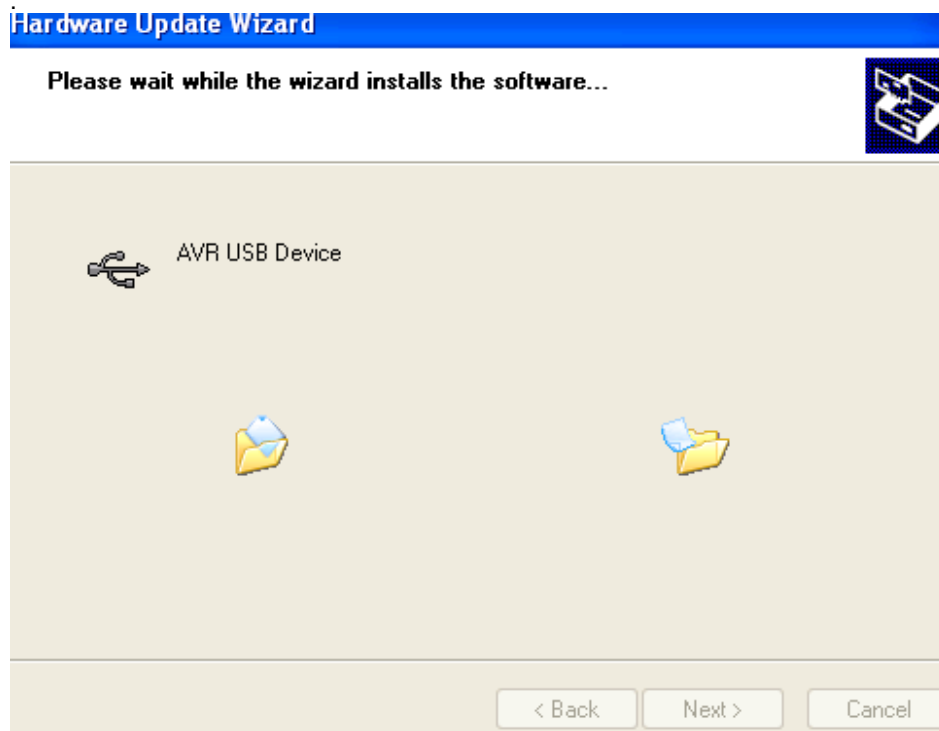 .
Hardware Update Wizard
Please wait while the wizard installs the software...
AVR USB Device
< Back Next > Cancel